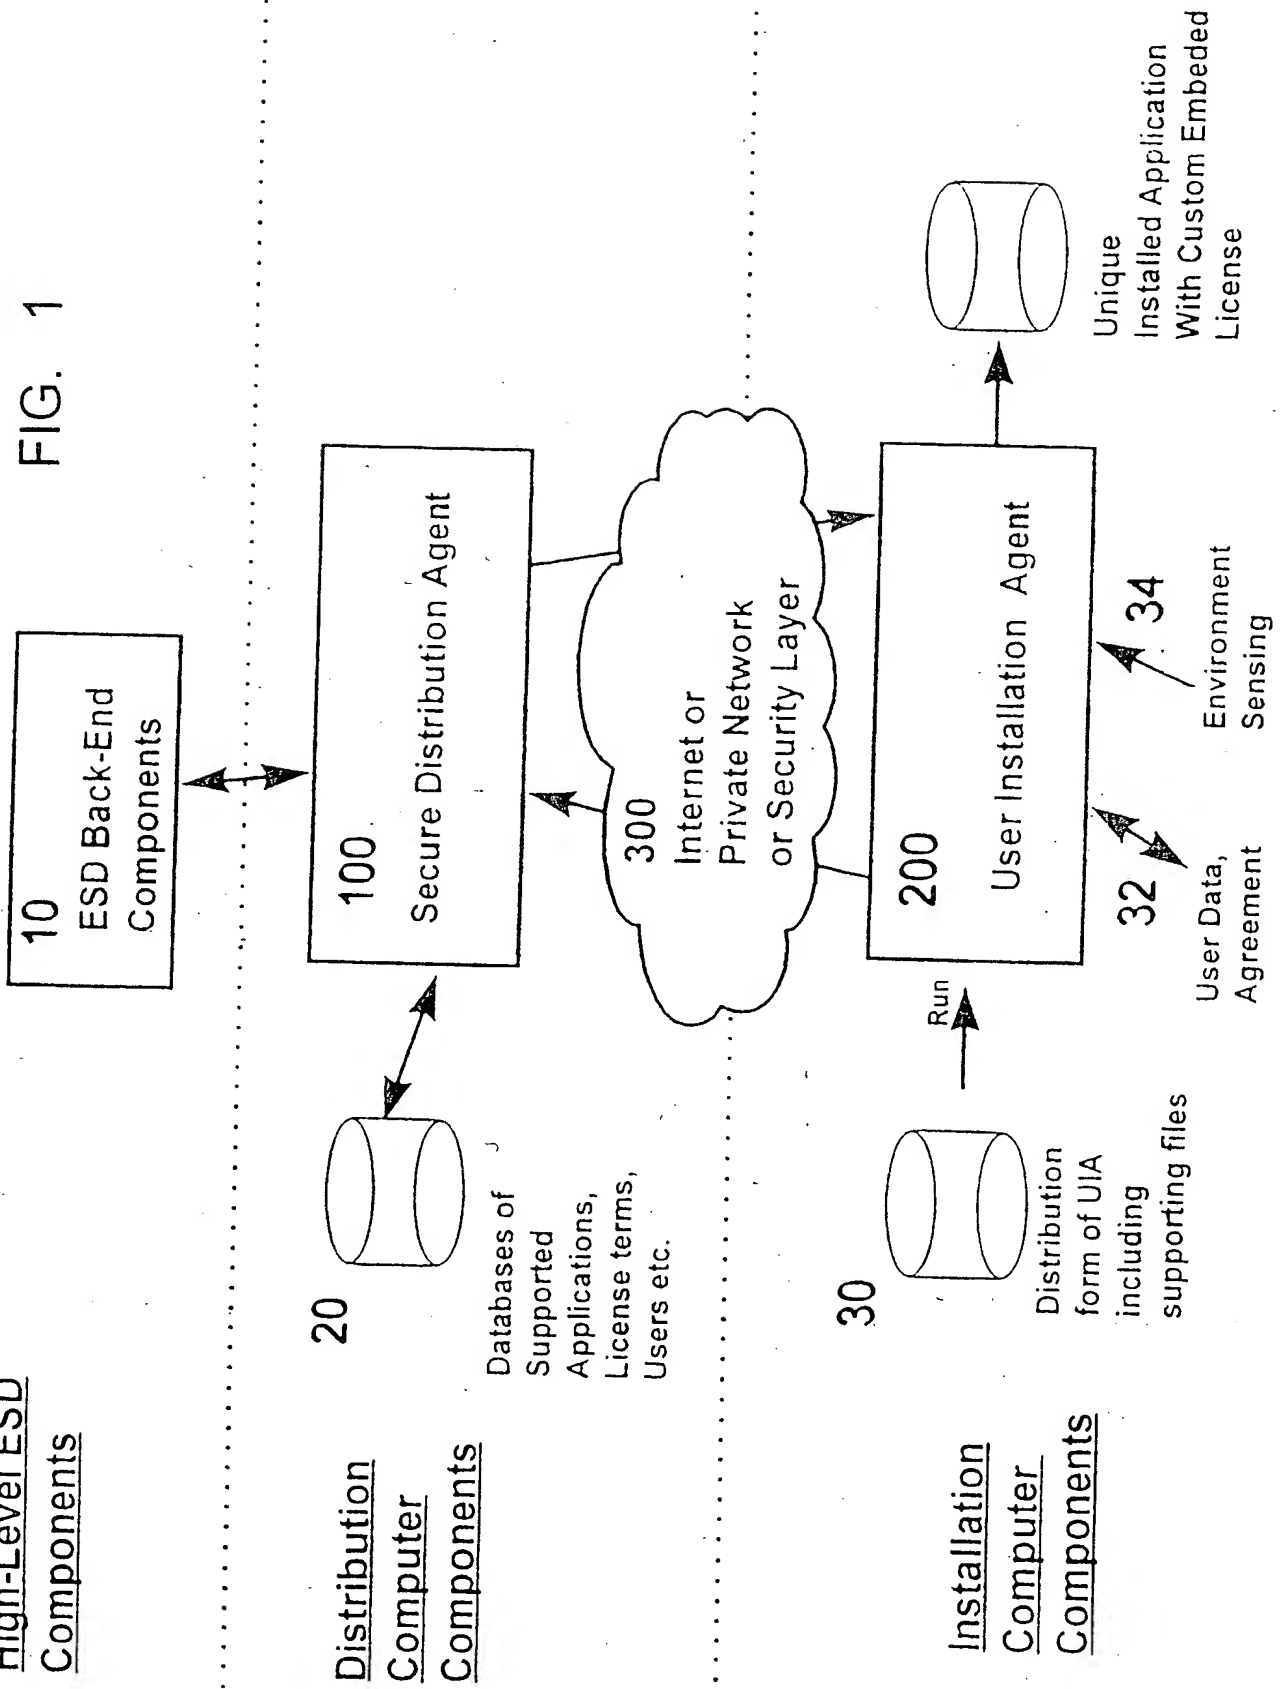 FIG. 1
High-Level ESD
Components
10
ESD Back-End
Components
Distribution
Computer
Components
20
Databases of
Supported
Applications,
License terms,
Users etc.
100
Secure Distribution Agent
300
Internet or
Private Network
or Security Layer
Installation
Computer
Components
30
Distribution
form of UIA
including
supporting files
Run
200
User Installation Agent
32
User Data,
Agreement
34
Environment
Sensing
Unique
Installed Application
With Custom Embeded
License